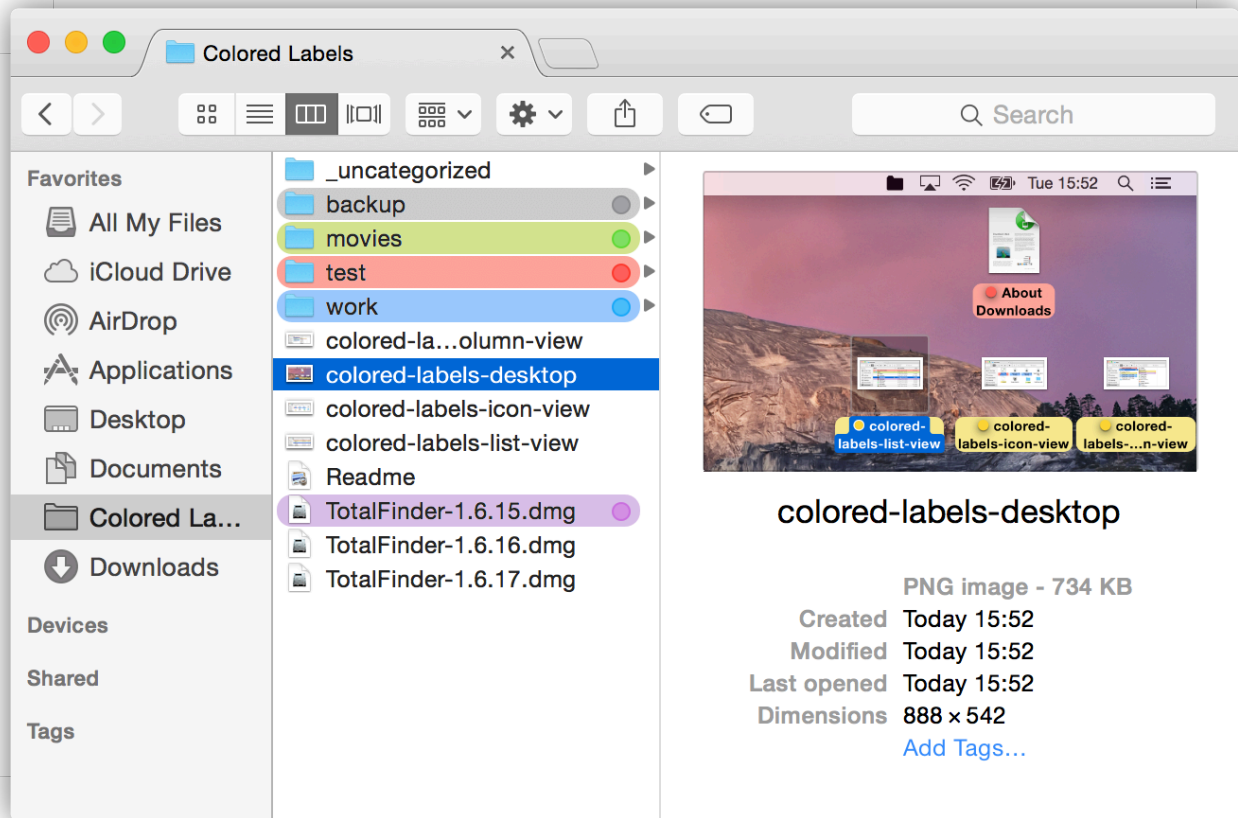 Colored Labels
Search
Favorites
All My Files
iCloud Drive
AirDrop
Applications
Desktop
Documents
Colored La...
Downloads
Devices
Shared
Tags
_uncategorized
backup
movies
test
work
colored-la...olumn-view
colored-labels-desktop
colored-labels-icon-view
colored-labels-list-view
Readme
TotalFinder-1.6.15.dmg
TotalFinder-1.6.16.dmg
TotalFinder-1.6.17.dmg
Tue 15:52
About
Downloads
colored-
labels-list-view
colored-
labels-icon-view
colored-
labels-...n-view
colored-labels-desktop
PNG image - 734 KB
Created Today 15:52
Modified Today 15:52
Last opened Today 15:52
Dimensions 888 × 542
Add Tags...